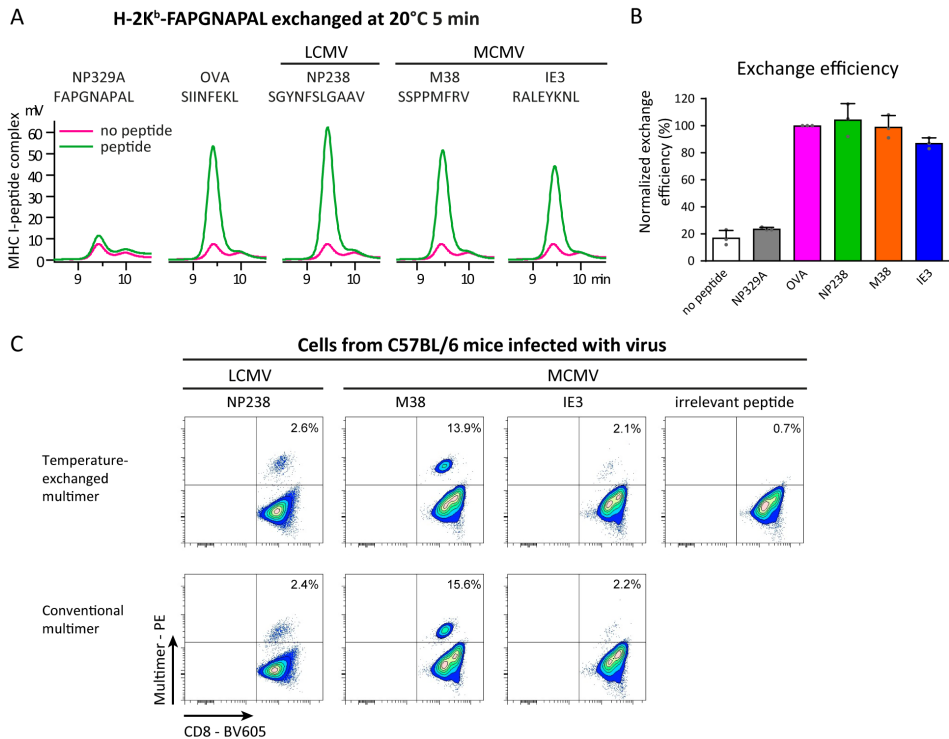 A
H-2Kᵇ-FAPGNAPAL exchanged at 20°C 5 min
LCMV
MCMV
NP329A
OVA
NP238
M38
IE3
FAPGNAPAL
SIINFEKL
SGYNFSLGAAV
SSPPMFRV
RALEYKNL
mV
MHC I-peptide complex
60
50
40
30
20
10
0
no peptide
peptide
9 10
9 10
9 10
9 10
9 10 min
B
Exchange efficiency
Normalized exchange
efficiency (%)
120
100
80
60
40
20
0
no peptide
NP329A
OVA
NP238
M38
IE3
C
Cells from C57BL/6 mice infected with virus
LCMV
MCMV
NP238
M38
IE3
irrelevant peptide
Temperature-
exchanged
multimer
2.6%
13.9%
2.1%
0.7%
Conventional
multimer
2.4%
15.6%
2.2%
Multimer - PE
CD8 - BV605